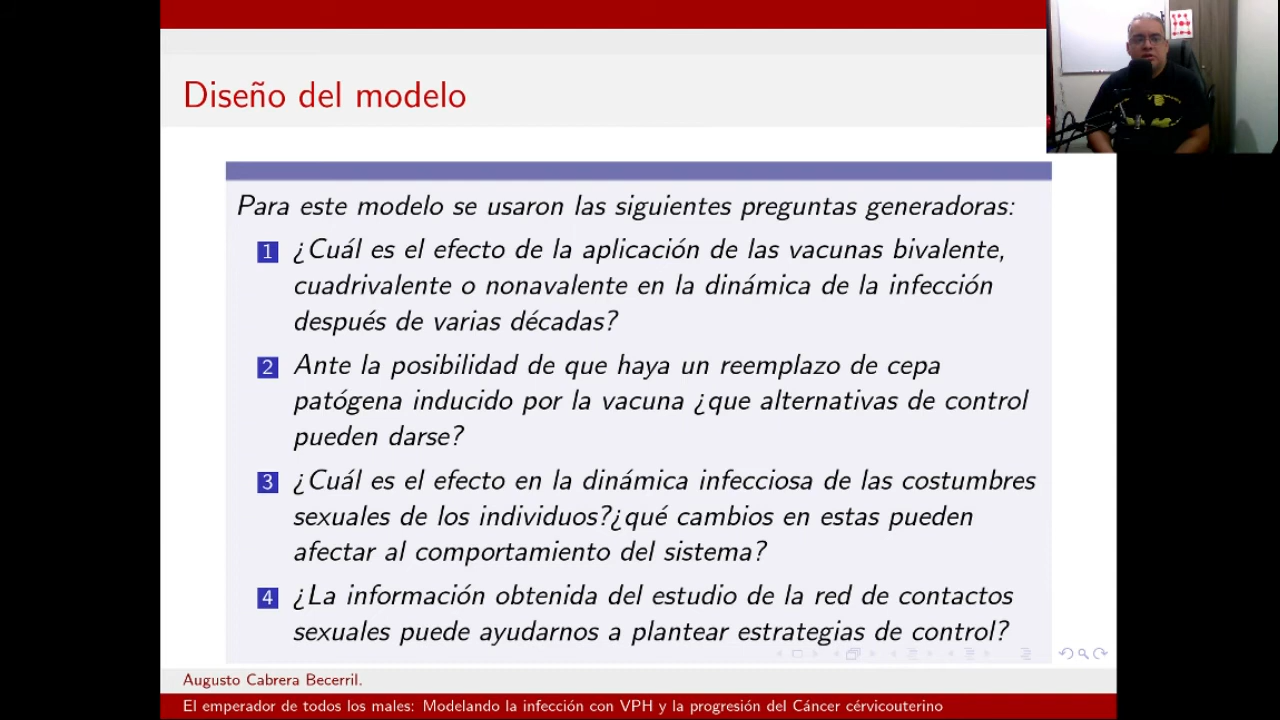 Diseño del modelo
Para este modelo se usaron las siguientes preguntas generadoras:
1 ¿Cuál es el efecto de la aplicación de las vacunas bivalente,
cuadrivalente o nonavalente en la dinámica de la infección
después de varias décadas?
2 Ante la posibilidad de que haya un reemplazo de cepa
patógena inducido por la vacuna ¿que alternativas de control
pueden darse?
3 ¿Cuál es el efecto en la dinámica infecciosa de las costumbres
sexuales de los individuos?¿qué cambios en estas pueden
afectar al comportamiento del sistema?
4 ¿La información obtenida del estudio de la red de contactos
sexuales puede ayudarnos a plantear estrategias de control?
Augusto Cabrera Becerril.
El emperador de todos los males: Modelando la infección con VPH y la progresión del Cáncer cérvicouterino